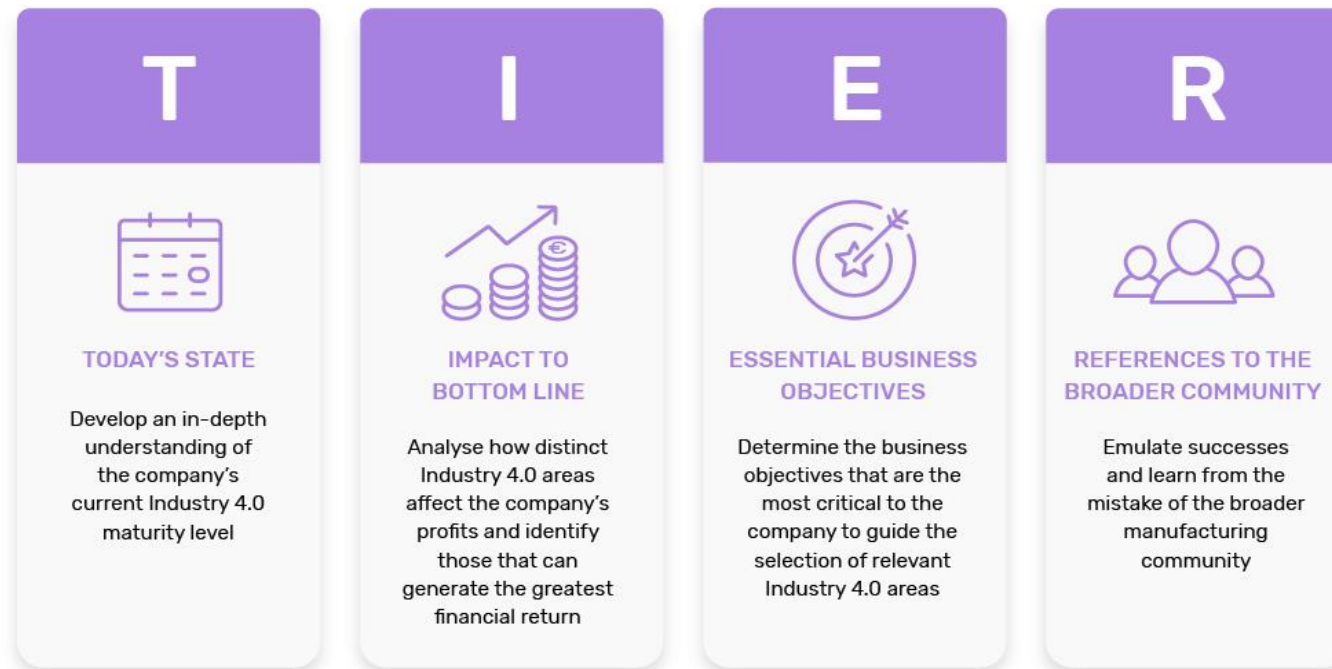 T
TODAY'S STATE
Develop an in-depth
understanding of
the company's
current Industry 4.0
maturity level
I
€
IMPACT TO
BOTTOM LINE
Analyse how distinct
Industry 4.0 areas
affect the company's
profits and identify
those that can
generate the greatest
financial return
E
ESSENTIAL BUSINESS
OBJECTIVES
Determine the business
objectives that are the
most critical to the
company to guide the
selection of relevant
Industry 4.0 areas
R
REFERENCES TO THE
BROADER COMMUNITY
Emulate successes
and learn from the
mistake of the broader
manufacturing
community